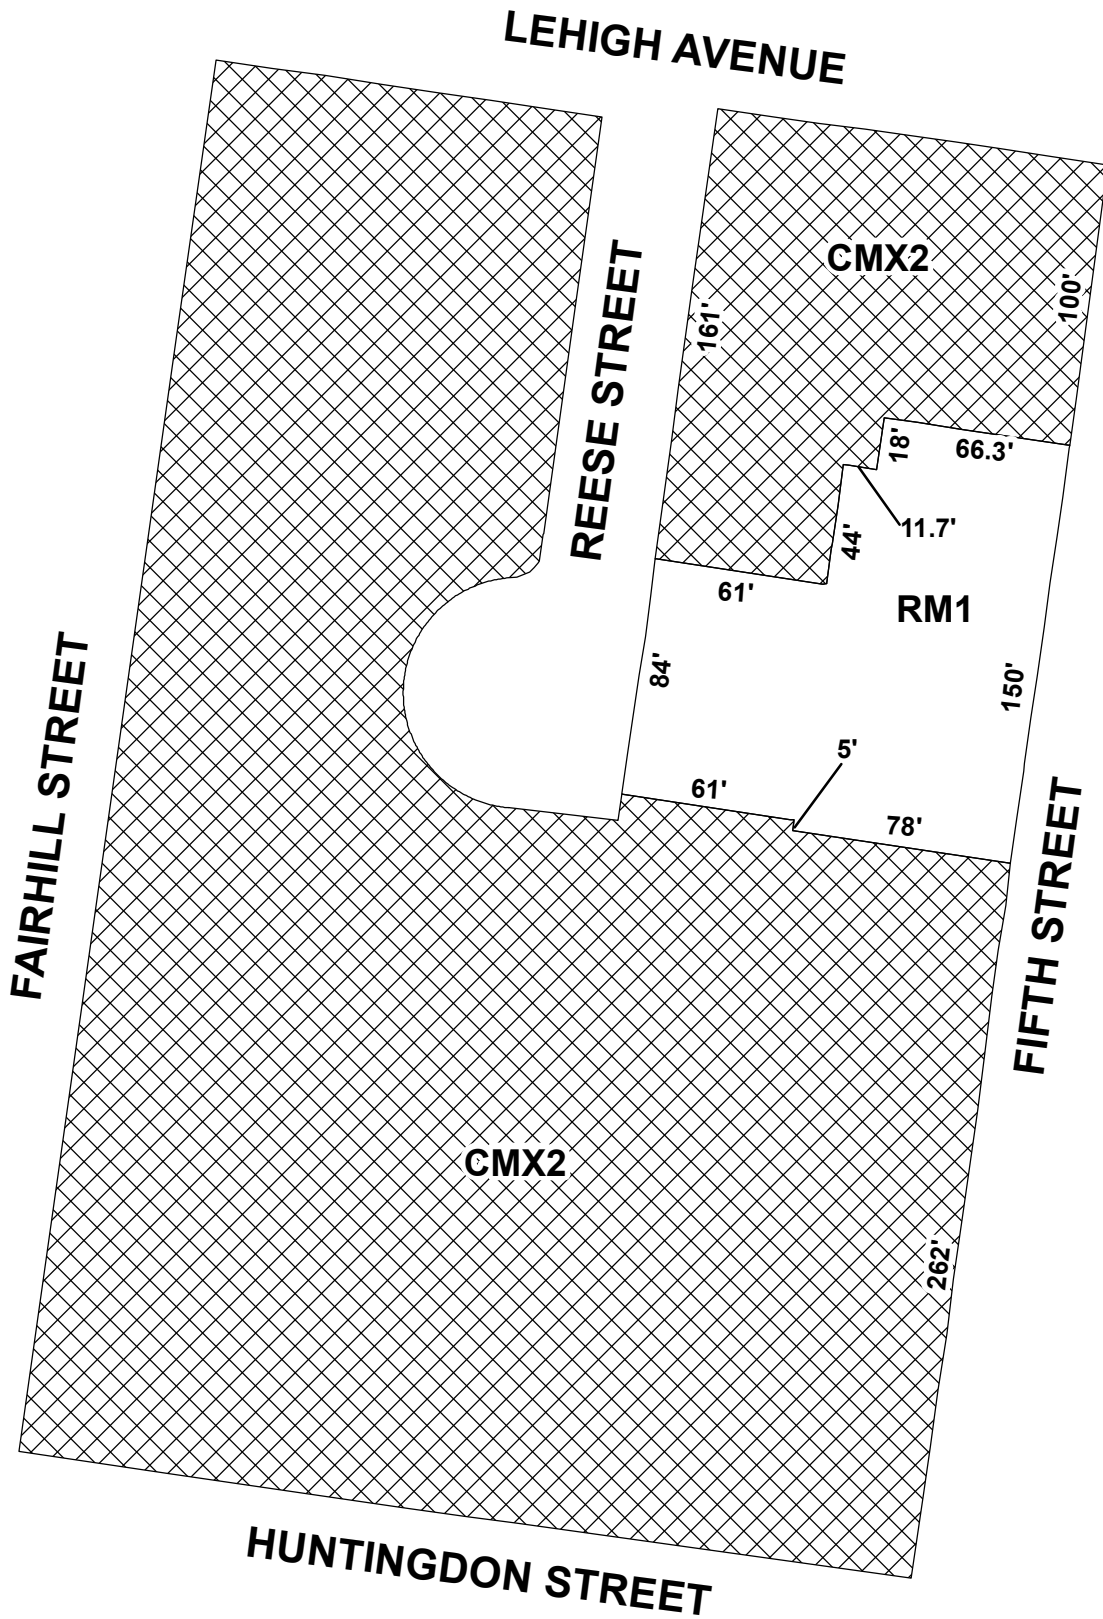 LEHIGH AVENUE
CMX2
100'
161'
REESE STREET
18'
66.3'
11.7'
44'
61'
RM1
84'
150'
5'
61'
78'
FAIRHILL STREET
FIFTH STREET
CMX2
262'
HUNTINGDON STREET